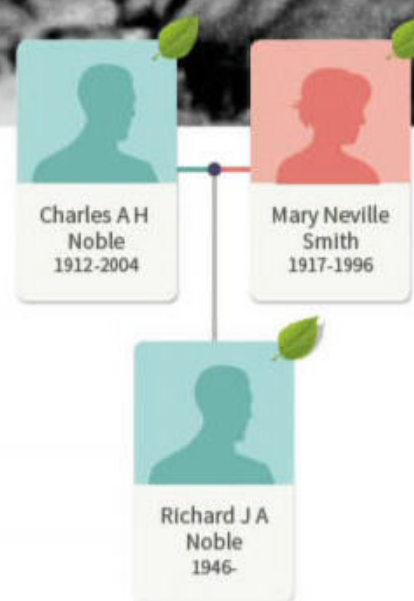 Charles A H
Noble
1912-2004
Mary Neville
Smith
1917-1996
Richard J A
Noble
1946-